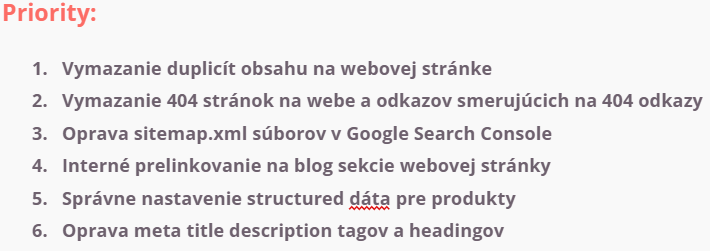 Priority:
1. Vymazanie duplicít obsahu na webovej stránke
2. Vymazanie 404 stránok na webe a odkazov smerujúcich na 404 odkazy
3. Oprava sitemap.xml súborov v Google Search Console
4. Interné prelinkovanie na blog sekcie webovej stránky
5. Správne nastavenie structured dáta pre produkty
6. Oprava meta title description tagov a headingov